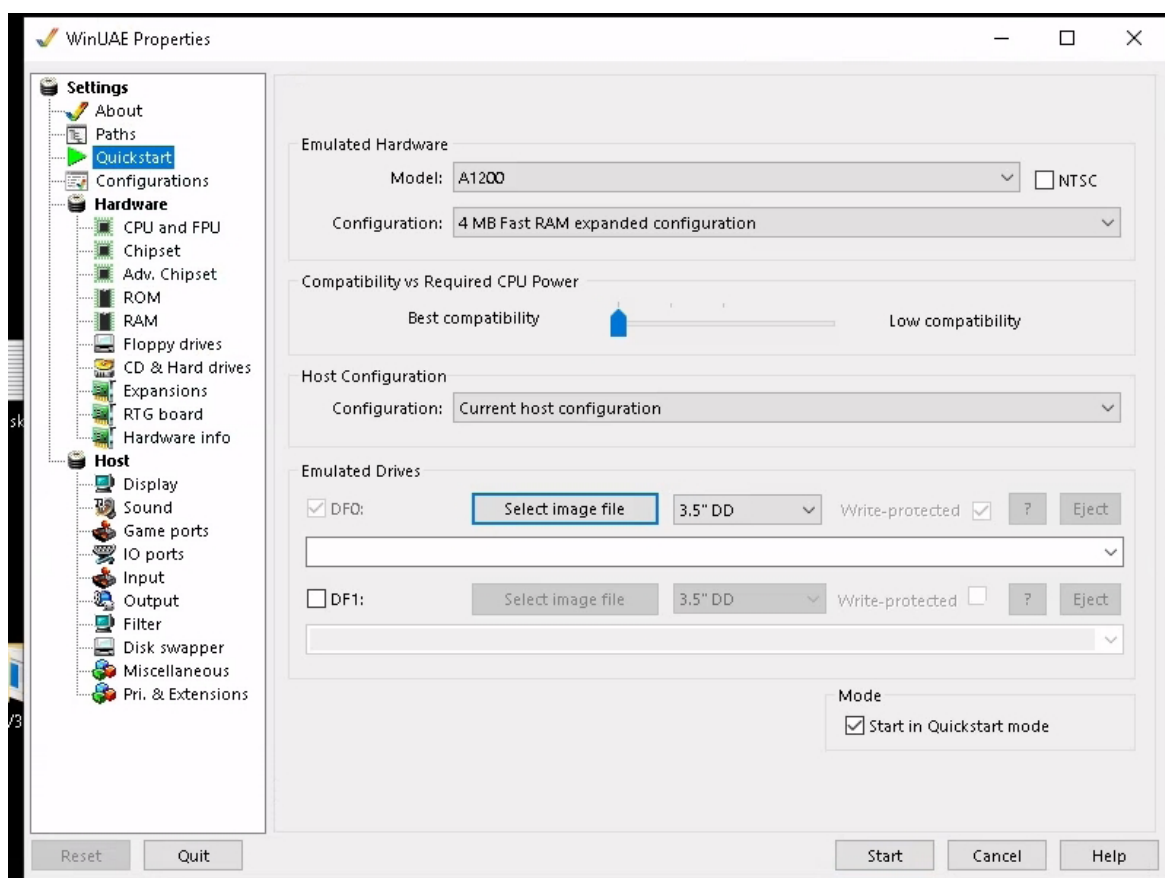 WinUAE Properties
Settings
About
Paths
Quickstart
Configurations
Hardware
CPU and FPU
Chipset
Adv. Chipset
ROM
RAM
Floppy drives
CD & Hard drives
Expansions
RTG board
Hardware info
Host
Display
Sound
Game ports
IO ports
Input
Output
Filter
Disk swapper
Miscellaneous
Pri. & Extensions
Emulated Hardware
Model: A1200 NTSC
Configuration: 4 MB Fast RAM expanded configuration
Compatibility vs Required CPU Power
Best compatibility Low compatibility
Host Configuration
Configuration: Current host configuration
Emulated Drives
DF0: Select image file 3.5" DD Write-protected ? Eject
DF1: Select image file 3.5" DD Write-protected ? Eject
Mode
Start in Quickstart mode
Reset Quit Start Cancel Help
sk
V3